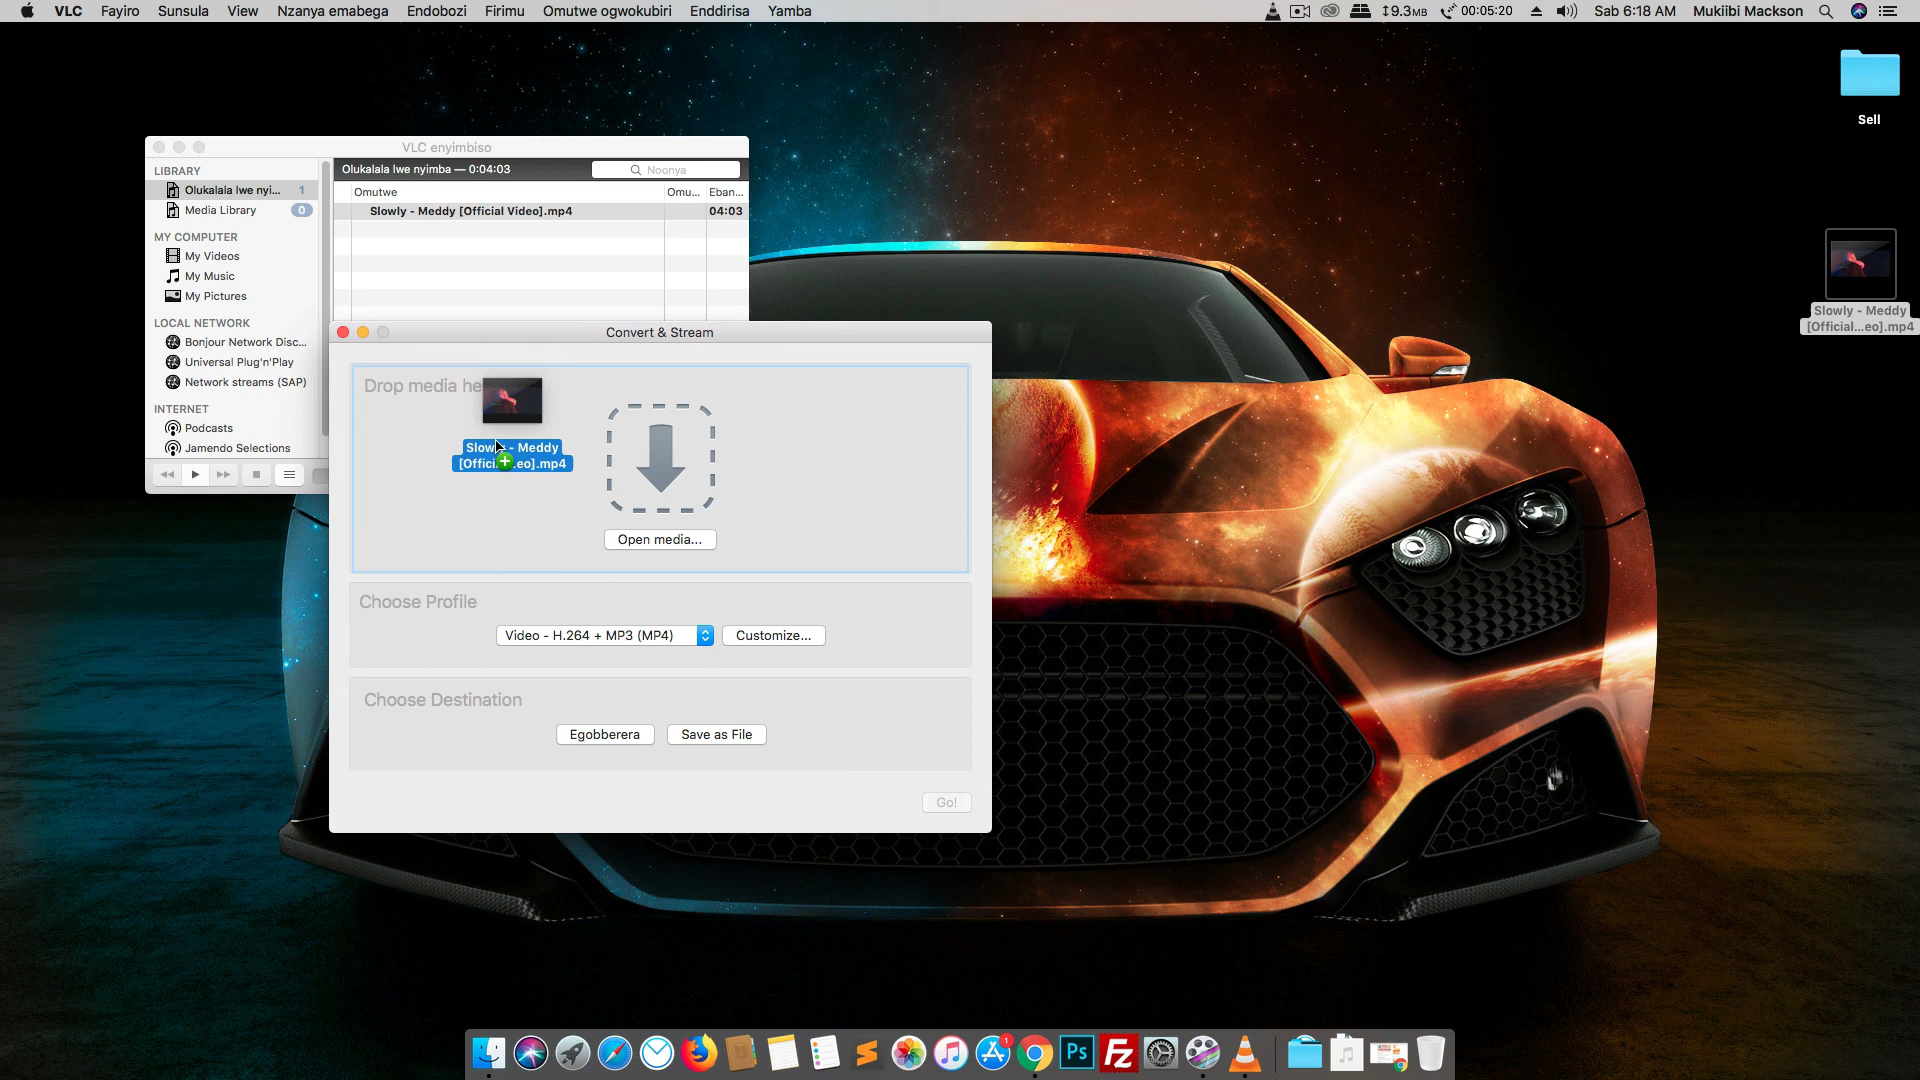 VLC Fayiro Sunsula View Nzanya emabega Endobozi Firimu Omutwe ogwokubiri Enddirisa Yamba
9.3MB 00:05:20 Sab 6:18 AM Mukiibi Mackson
Sell
Slowly - Meddy
[Official...eo].mp4
VLC enyimbiso
LIBRARY
Olukalala lwe nyi... 1
Media Library 0
MY COMPUTER
My Videos
My Music
My Pictures
LOCAL NETWORK
Bonjour Network Disc...
Universal Plug'n'Play
Network streams (SAP)
INTERNET
Podcasts
Jamendo Selections
Olukalala lwe nyimba — 0:04:03
Noonya
Omutwe Omu... Eban...
Slowly - Meddy [Official Video].mp4 04:03
Convert & Stream
Drop media he
Meddy
.eo].mp4
Open media...
Choose Profile
Video - H.264 + MP3 (MP4)
Customize...
Choose Destination
Egobberera
Save as File
Go!
1
Ps
Fz